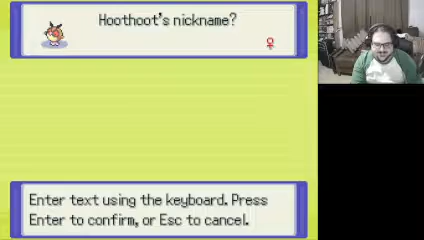 Hoothoot's nickname?
Enter text using the keyboard. Press
Enter to confirm, or Esc to cancel.